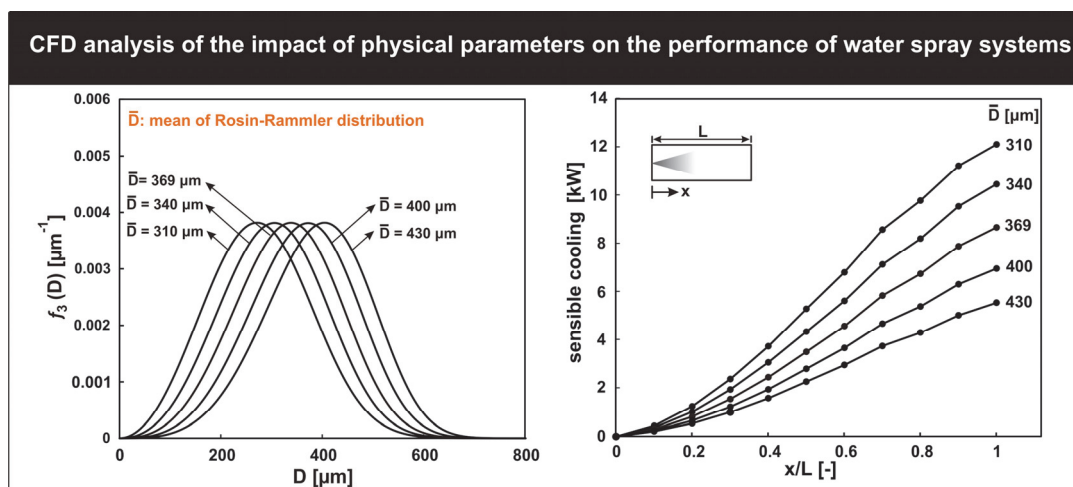 CFD analysis of the impact of physical parameters on the performance of water spray systems
0.006
0.005
0.004
0.003
0.002
0.001
0
f₃ (D) [µm⁻¹]
D̄: mean of Rosin-Rammler distribution
D̄= 369 µm
D̄ = 340 µm
D̄ = 310 µm
D̄ = 400 µm
D̄ = 430 µm
0 200 400 600 800
D [µm]
14
12
10
8
6
4
2
0
sensible cooling [kW]
L
x
D̄ [µm]
310
340
369
400
430
0 0.2 0.4 0.6 0.8 1
x/L [-]